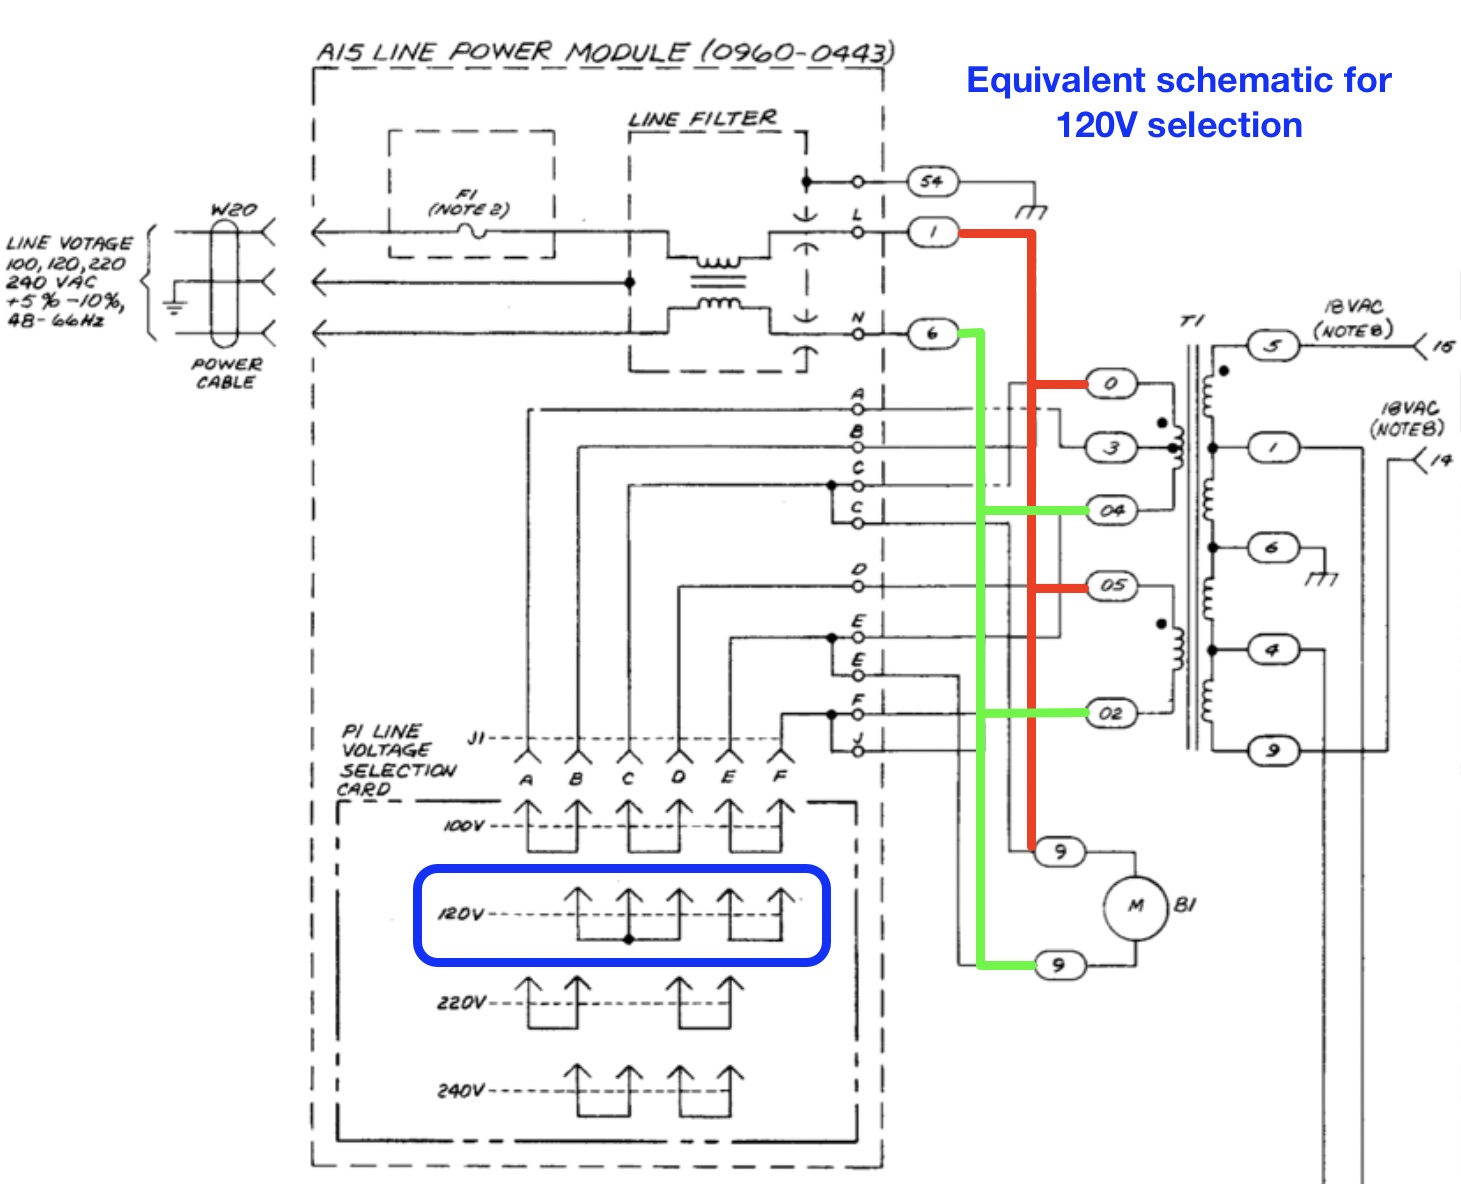 A15 LINE POWER MODULE (0960-0443)
Equivalent schematic for
120V selection
LINE FILTER
F1
(NOTE 2)
W20
LINE VOTAGE
100, 120, 220
240 VAC
+5% -10%,
48-66Hz
POWER
CABLE
54
L
1
N
6
A
B
C
C
D
E
E
F
J
0
3
04
05
02
T1
5
1
6
4
9
18VAC
(NOTE 8)
15
18VAC
(NOTE 8)
14
9
M
B1
9
P1 LINE
VOLTAGE
SELECTION
CARD
J1
A B C D E F
100V
120V
220V
240V